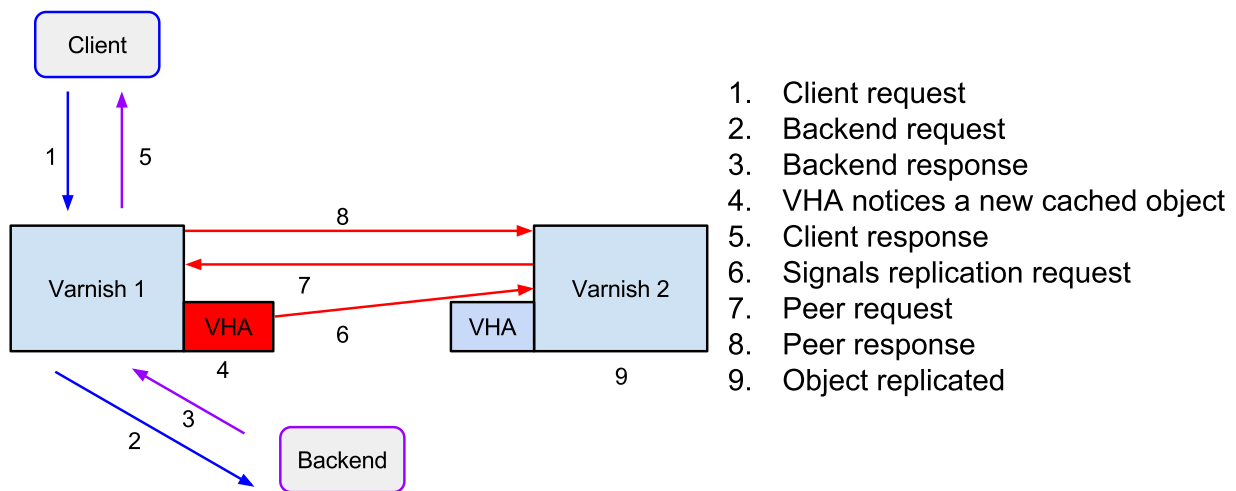 Client
1
5
8
Varnish 1
7
Varnish 2
VHA
6
VHA
4
9
3
2
Backend
1. Client request
2. Backend request
3. Backend response
4. VHA notices a new cached object
5. Client response
6. Signals replication request
7. Peer request
8. Peer response
9. Object replicated